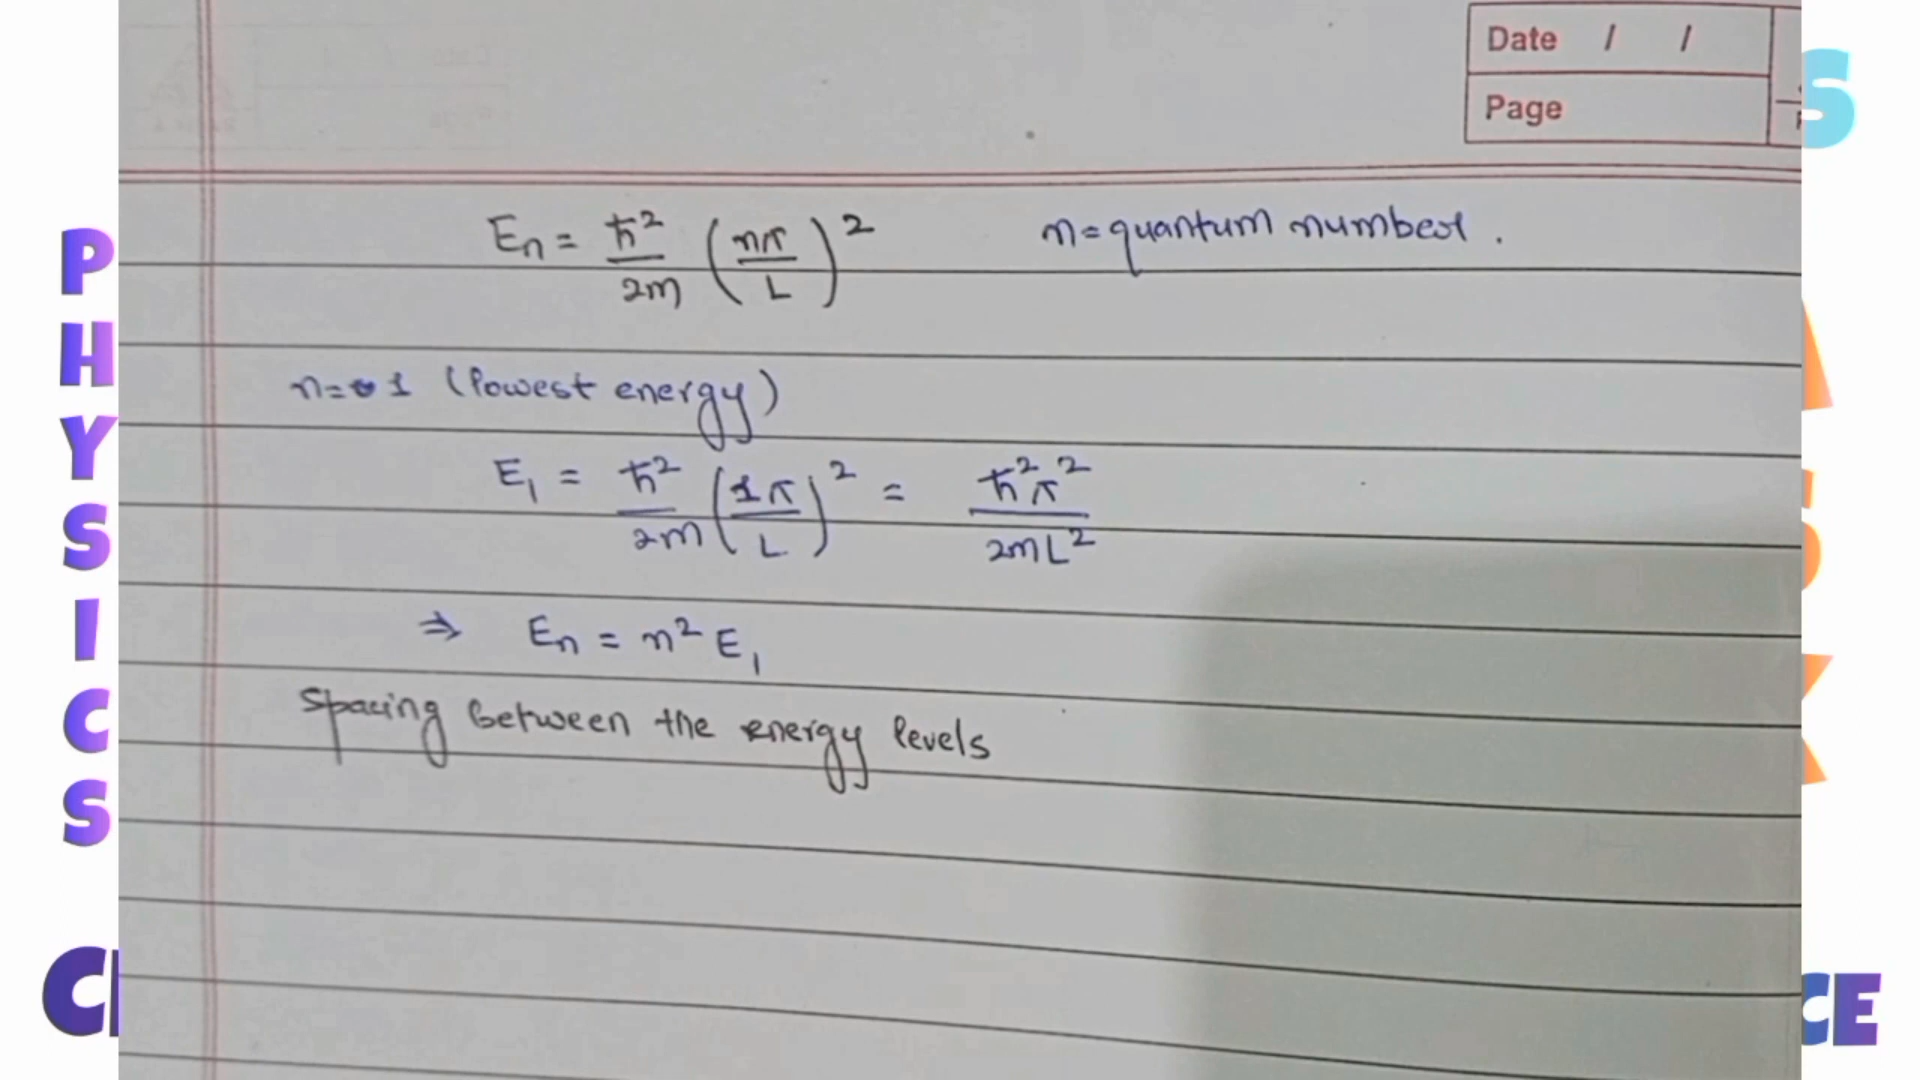 Date / /
Page
Eₙ = ħ²/2m (nπ/L)² n = quantum number.
n = 1 (lowest energy)
E₁ = ħ²/2m (1π/L)² = ħ²π²/2mL²
⇒ Eₙ = n² E₁
Spacing between the energy levels
PHYSICS
S
CE